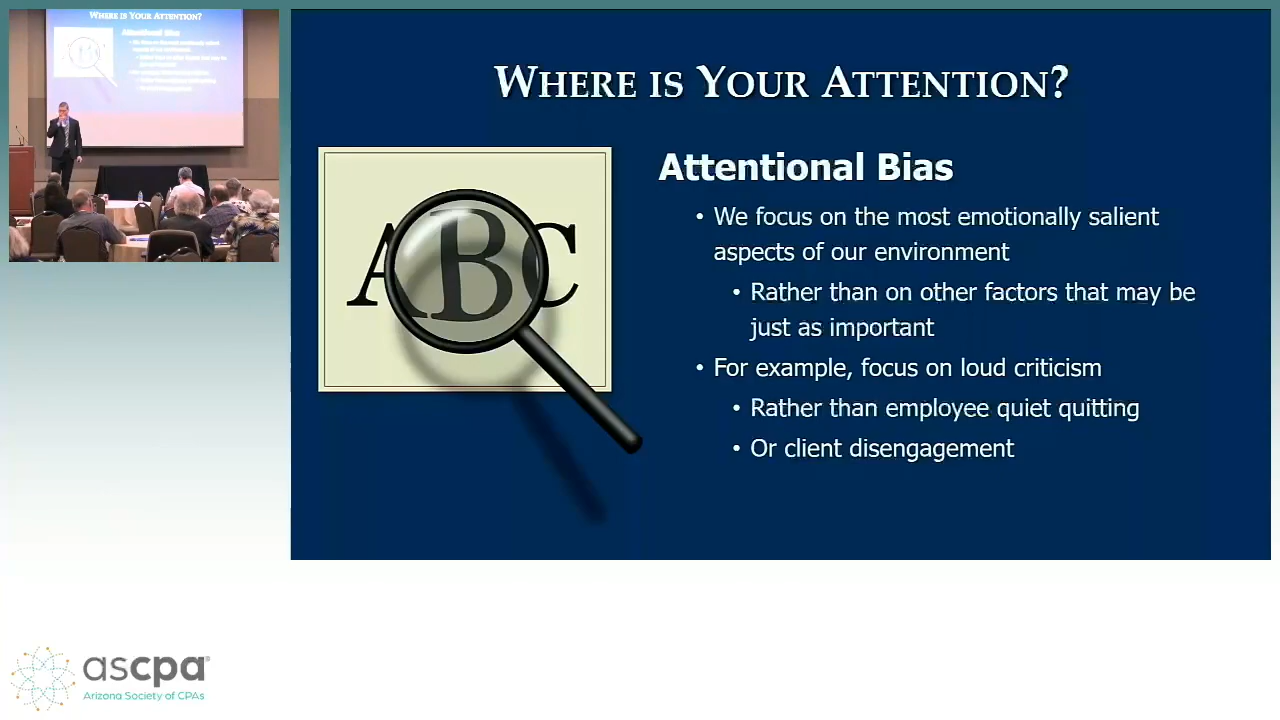 WHERE IS YOUR ATTENTION?
Attentional Bias
WHERE IS YOUR ATTENTION?
Attentional Bias
• We focus on the most emotionally salient
aspects of our environment
• Rather than on other factors that may be
just as important
• For example, focus on loud criticism
• Rather than employee quiet quitting
• Or client disengagement
ABC
ascpa®
Arizona Society of CPAs